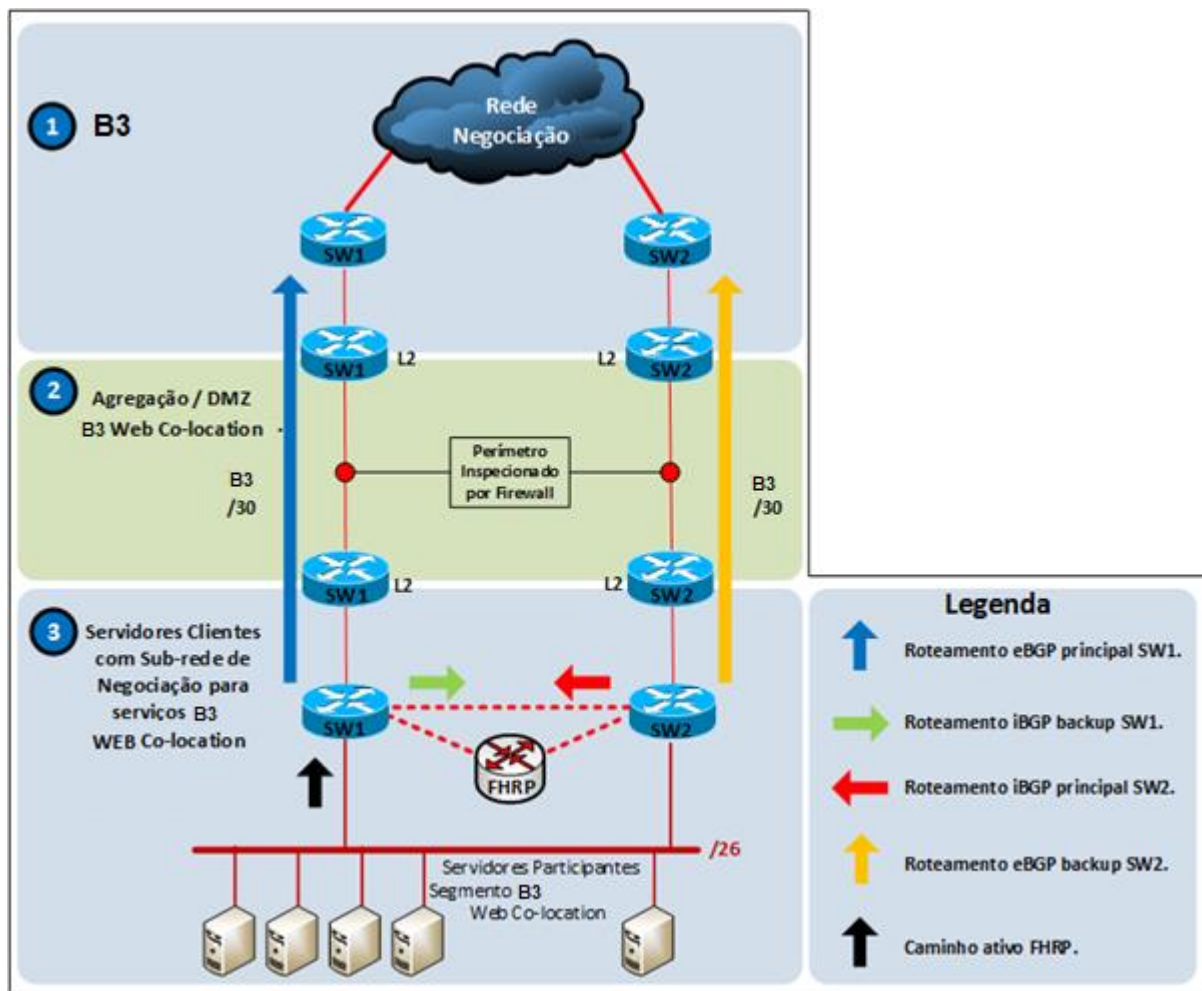 1
B3
Rede
Negociação
SW1
SW2
SW1
L2
L2
SW2
2
Agregação / DMZ
B3 Web Co-location
B3
/30
Perímetro
Inspecionado
por Firewall
B3
/30
SW1
L2
L2
SW2
3
Servidores Clientes
com Sub-rede de
Negociação para
serviços B3
WEB Co-location
SW1
SW2
FHRP
/26
Servidores Participantes
Segmento B3
Web Co-location
Legenda
Roteamento eBGP principal SW1.
Roteamento iBGP backup SW1.
Roteamento iBGP principal SW2.
Roteamento eBGP backup SW2.
Caminho ativo FHRP.